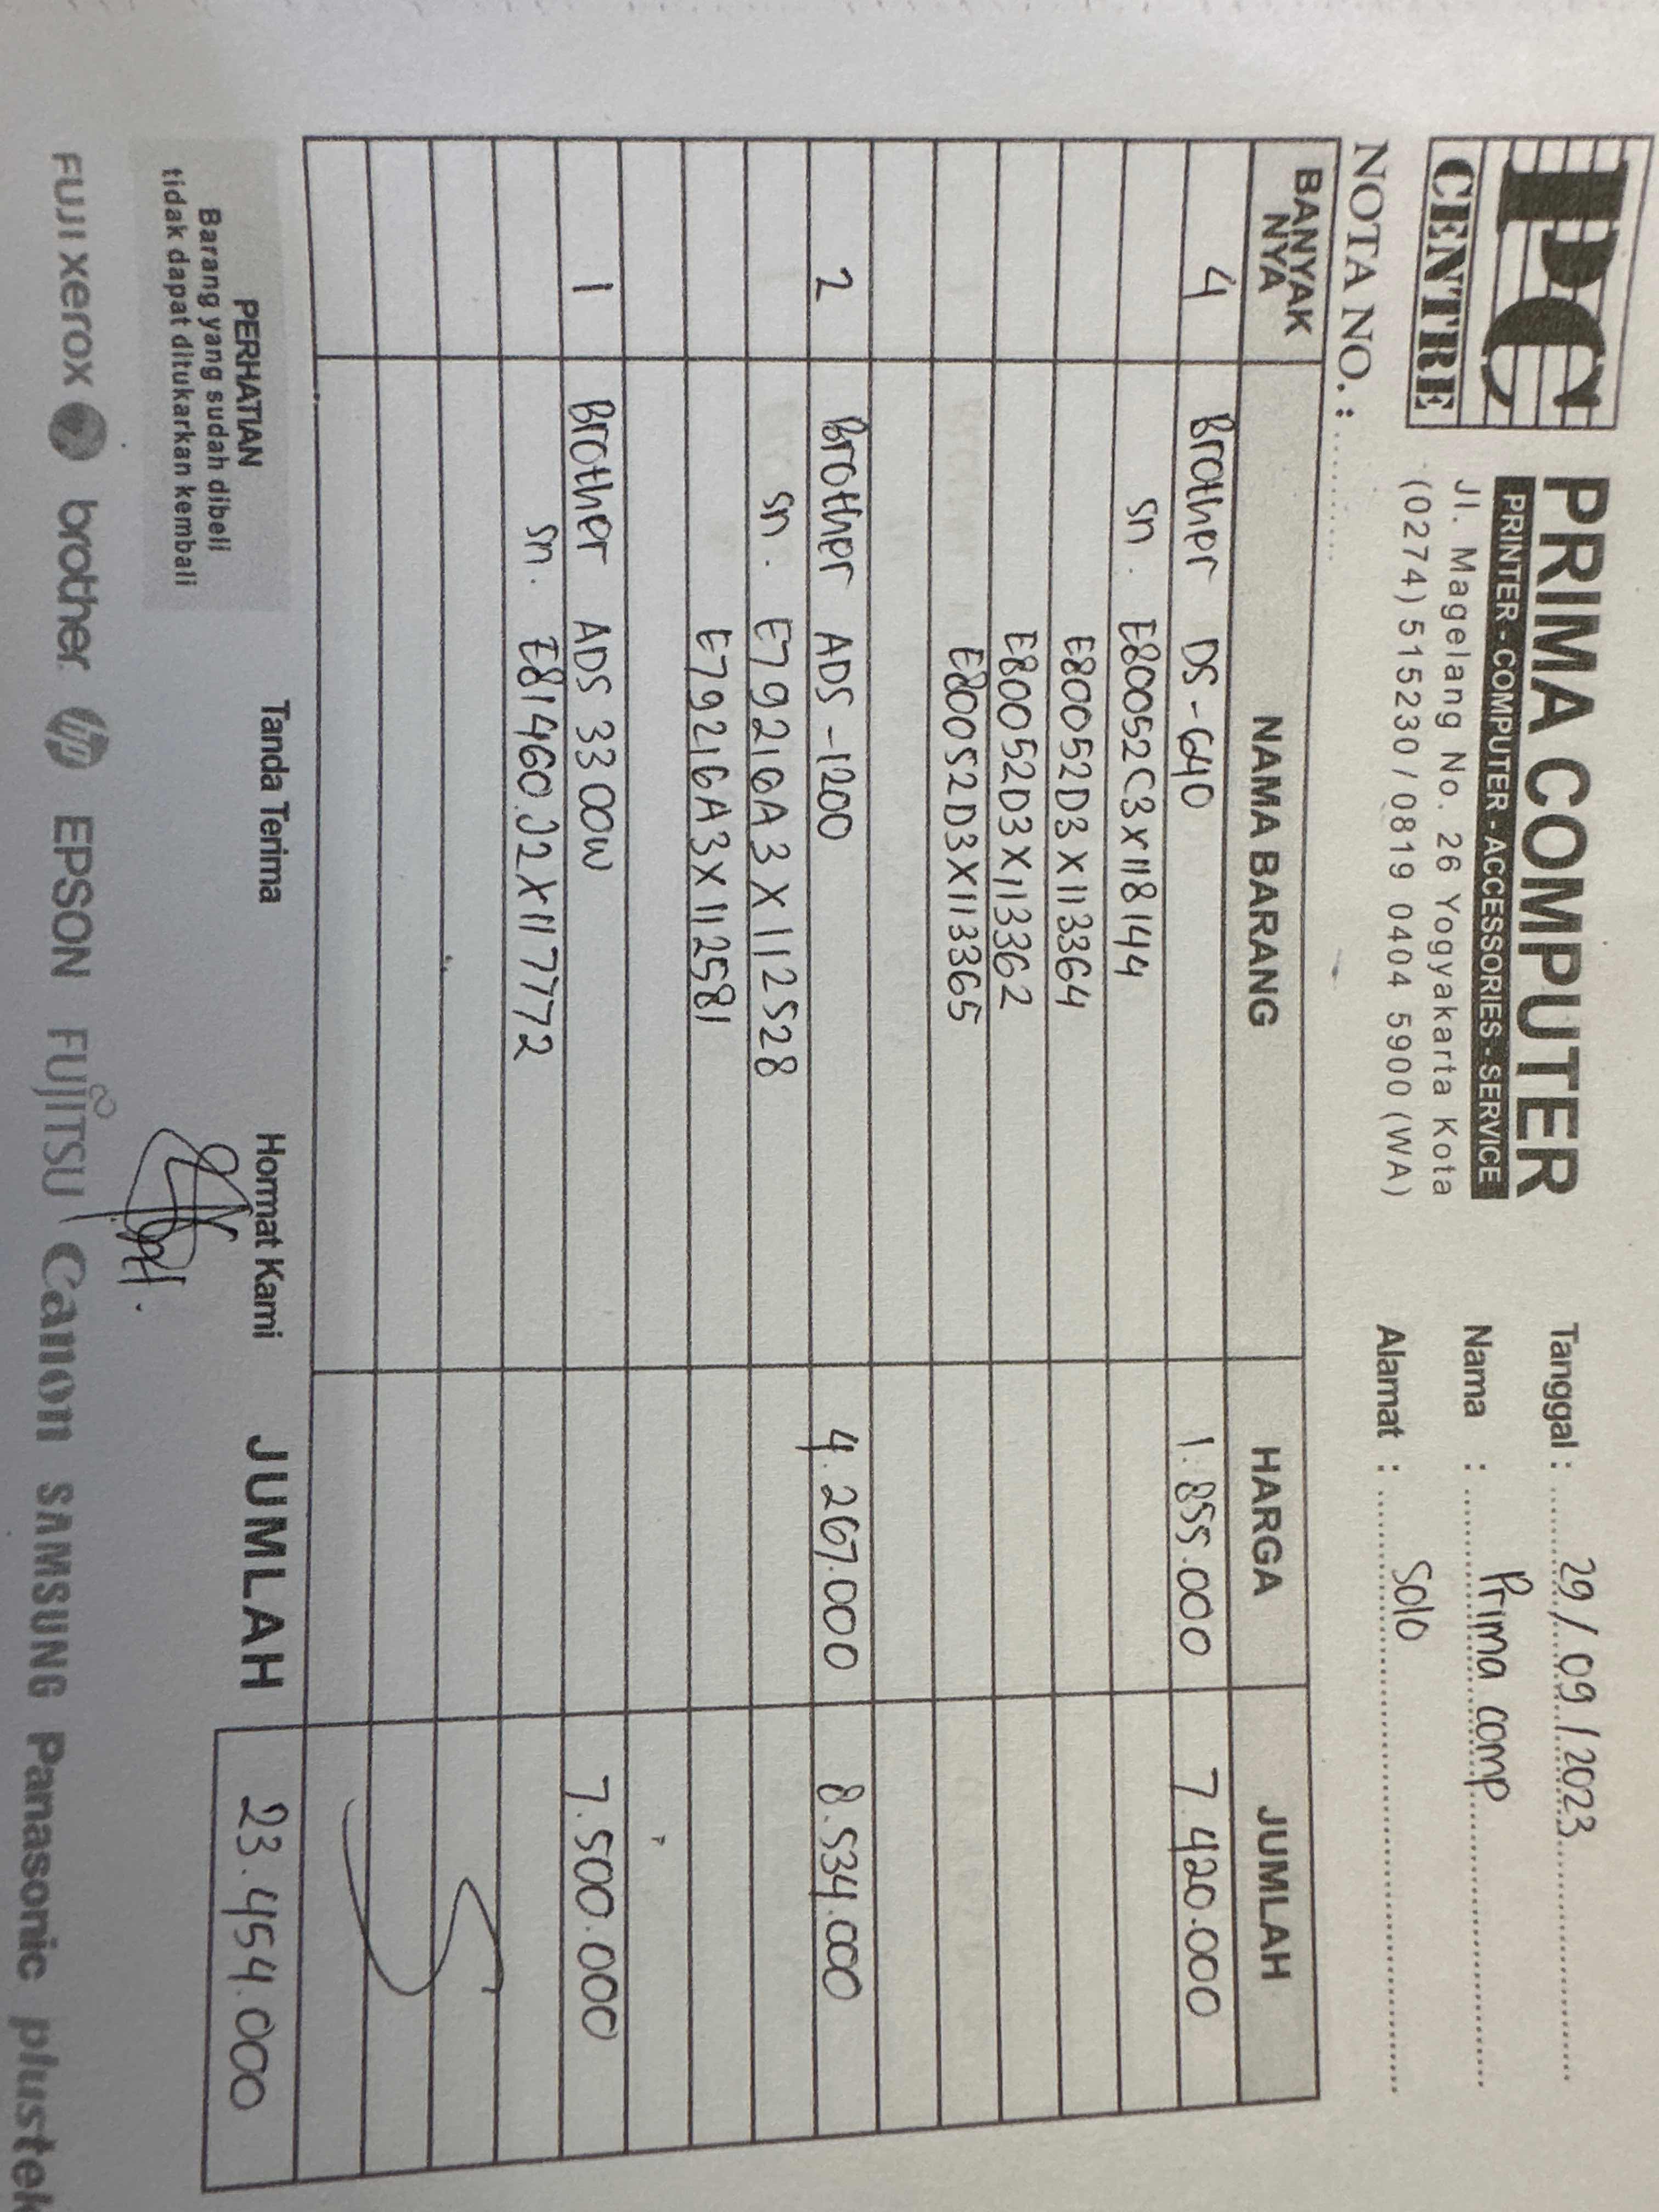 PC
CENTRE
PRIMA COMPUTER
PRINTER - COMPUTER - ACCESSORIES - SERVICE
Jl. Magelang No. 26 Yogyakarta Kota
(0274) 515230 / 0819 0404 5900 (WA)
Tanggal : 29/09/2023
Nama : Prima comp
Alamat : Solo
NOTA NO. :
BANYAK NYA NAMA BARANG HARGA JUMLAH
4 Brother DS-640 1.855.000 7.420.000
sn. E80052C3X118144
E80052D3X113364
E80052D3X113362
E80052D3X113365
2 Brother ADS-1200 4.267.000 8.534.000
sn. E79216A3X112528
E79216A3X112581
1 Brother ADS 3300W 7.500.000
sn. E81460J2X117772
PERHATIAN
Barang yang sudah dibeli
tidak dapat ditukarkan kembali
Tanda Terima
Hormat Kami
JUMLAH 23.454.000
FUJI xerox brother hp EPSON FUJITSU Canon SAMSUNG Panasonic plustek